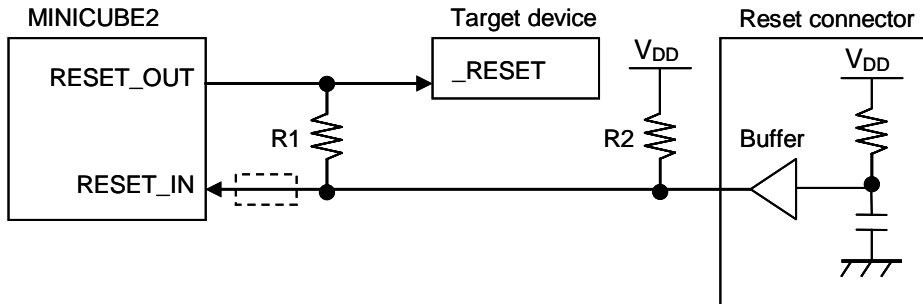 MINICUBE2
Target device
Reset connector
RESET_OUT
_RESET
VDD
VDD
R1
R2
Buffer
RESET_IN